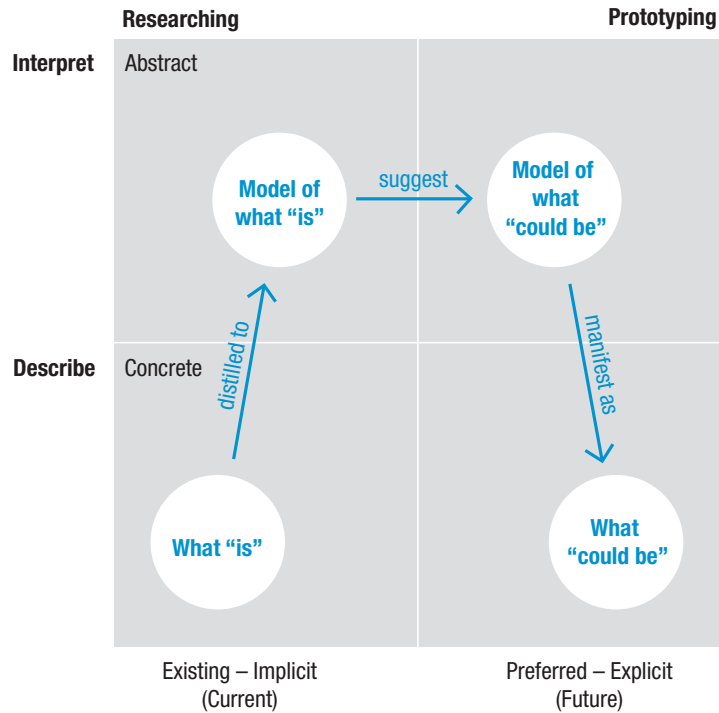 Researching
Prototyping
Interpret
Abstract
Model of
what “is”
suggest
Model of
what
“could be”
distilled to
manifest as
Describe
Concrete
What “is”
What
“could be”
Existing – Implicit
(Current)
Preferred – Explicit
(Future)